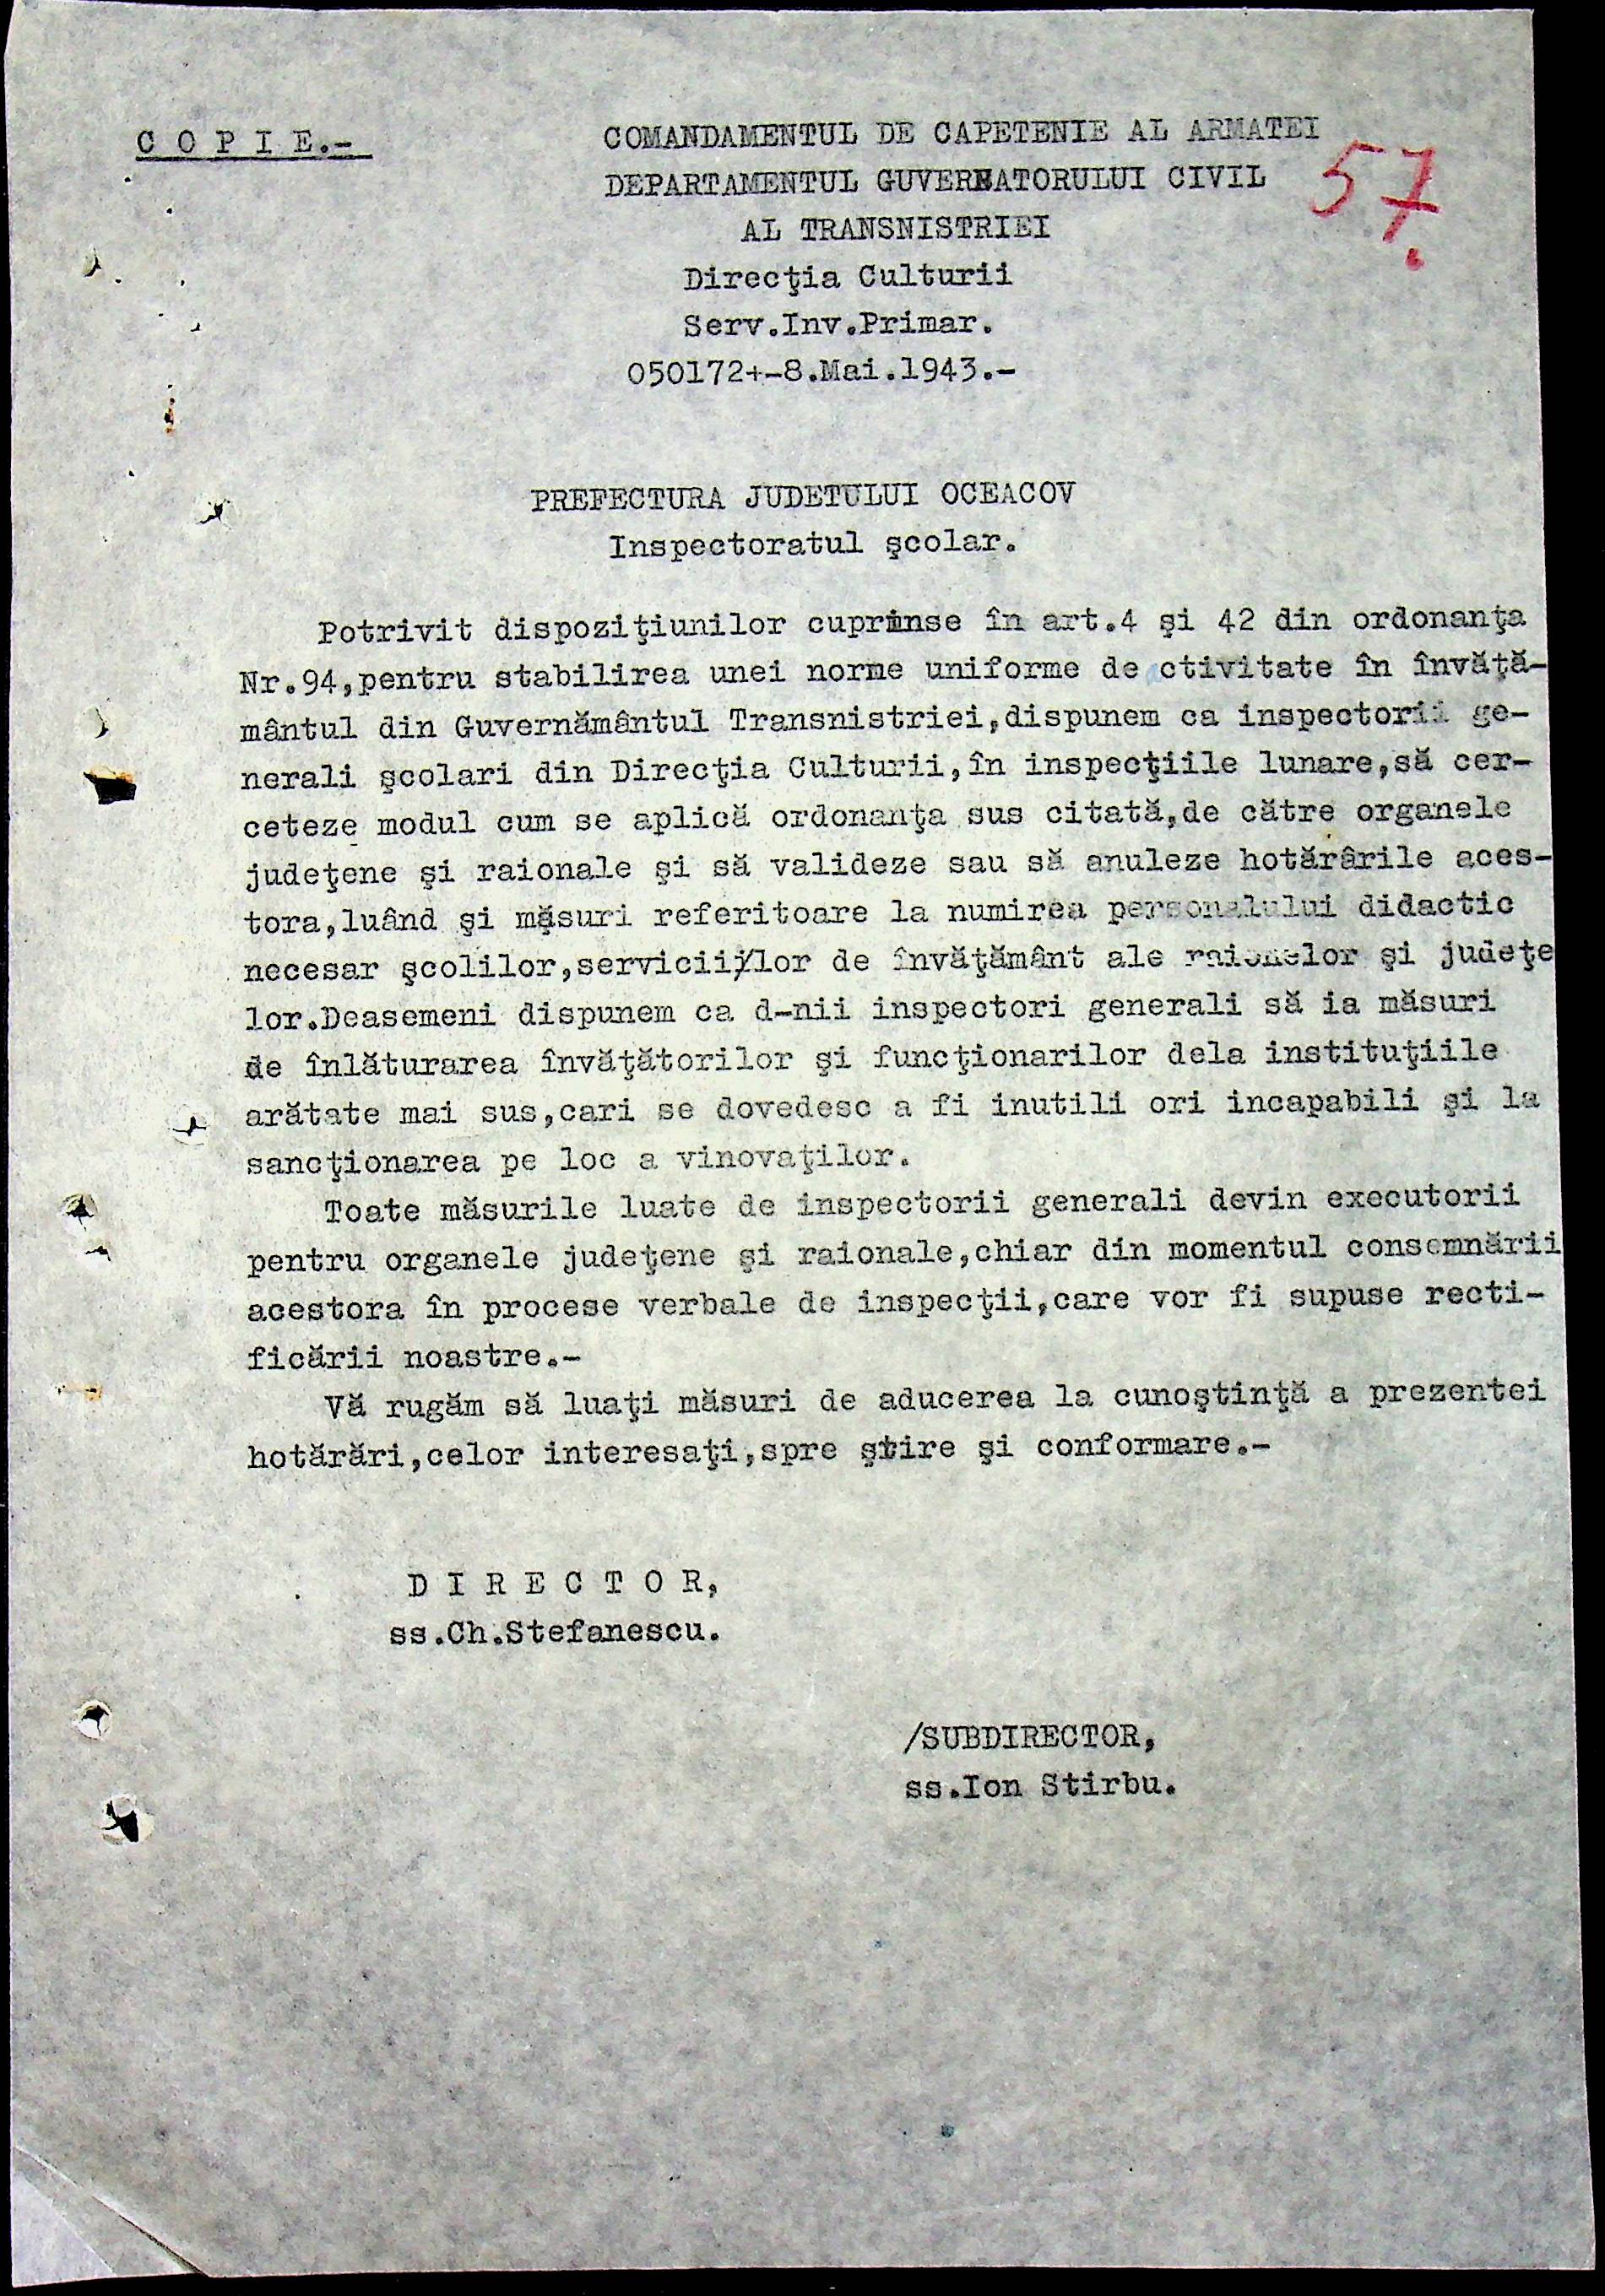 C O P I E.-
COMANDAMENTUL DE CAPETENIE AL ARMATEI
57.
DEPARTAMENTUL GUVERNATORULUI CIVIL
AL TRANSNISTRIEI
Direcţia Culturii
Serv.Inv.Primar.
050172+-8.Mai.1943.-
PREFECTURA JUDETULUI OCEACOV
Inspectoratul şcolar.
Potrivit dispoziţiunilor cuprinse în art.4 şi 42 din ordonanţa
Nr.94,pentru stabilirea unei norme uniforme de activitate în învăţă-
mântul din Guvernământul Transnistriei,dispunem ca inspectorii ge-
nerali şcolari din Direcţia Culturii,în inspecţiile lunare,să cer-
ceteze modul cum se aplică ordonanţa sus citată,de către organele
judeţene şi raionale şi să valideze sau să anuleze hotărârile aces-
tora,luând şi măsuri referitoare la numirea personalului didactic
necesar şcolilor,serviciilor de învăţământ ale raioanelor şi judeţe
lor.Deasemeni dispunem ca d-nii inspectori generali să ia măsuri
de înlăturarea învăţătorilor şi funcţionarilor dela instituţiile
arătate mai sus,cari se dovedesc a fi inutili ori incapabili şi la
sancţionarea pe loc a vinovaţilor.
Toate măsurile luate de inspectorii generali devin executorii
pentru organele judeţene şi raionale,chiar din momentul consemnării
acestora în procese verbale de inspecţii,care vor fi supuse recti-
ficării noastre.-
Vă rugăm să luaţi măsuri de aducerea la cunoştinţă a prezentei
hotărări,celor interesaţi,spre ştire şi conformare.-
D I R E C T O R,
ss.Ch.Stefanescu.
/SUBDIRECTOR,
ss.Ion Stirbu.